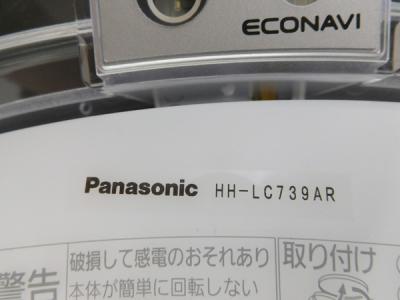 ECONAVI
Panasonic HH-LC739AR
警告
破損して感電のおそれあり
本体が簡単に回転しない
取り付け